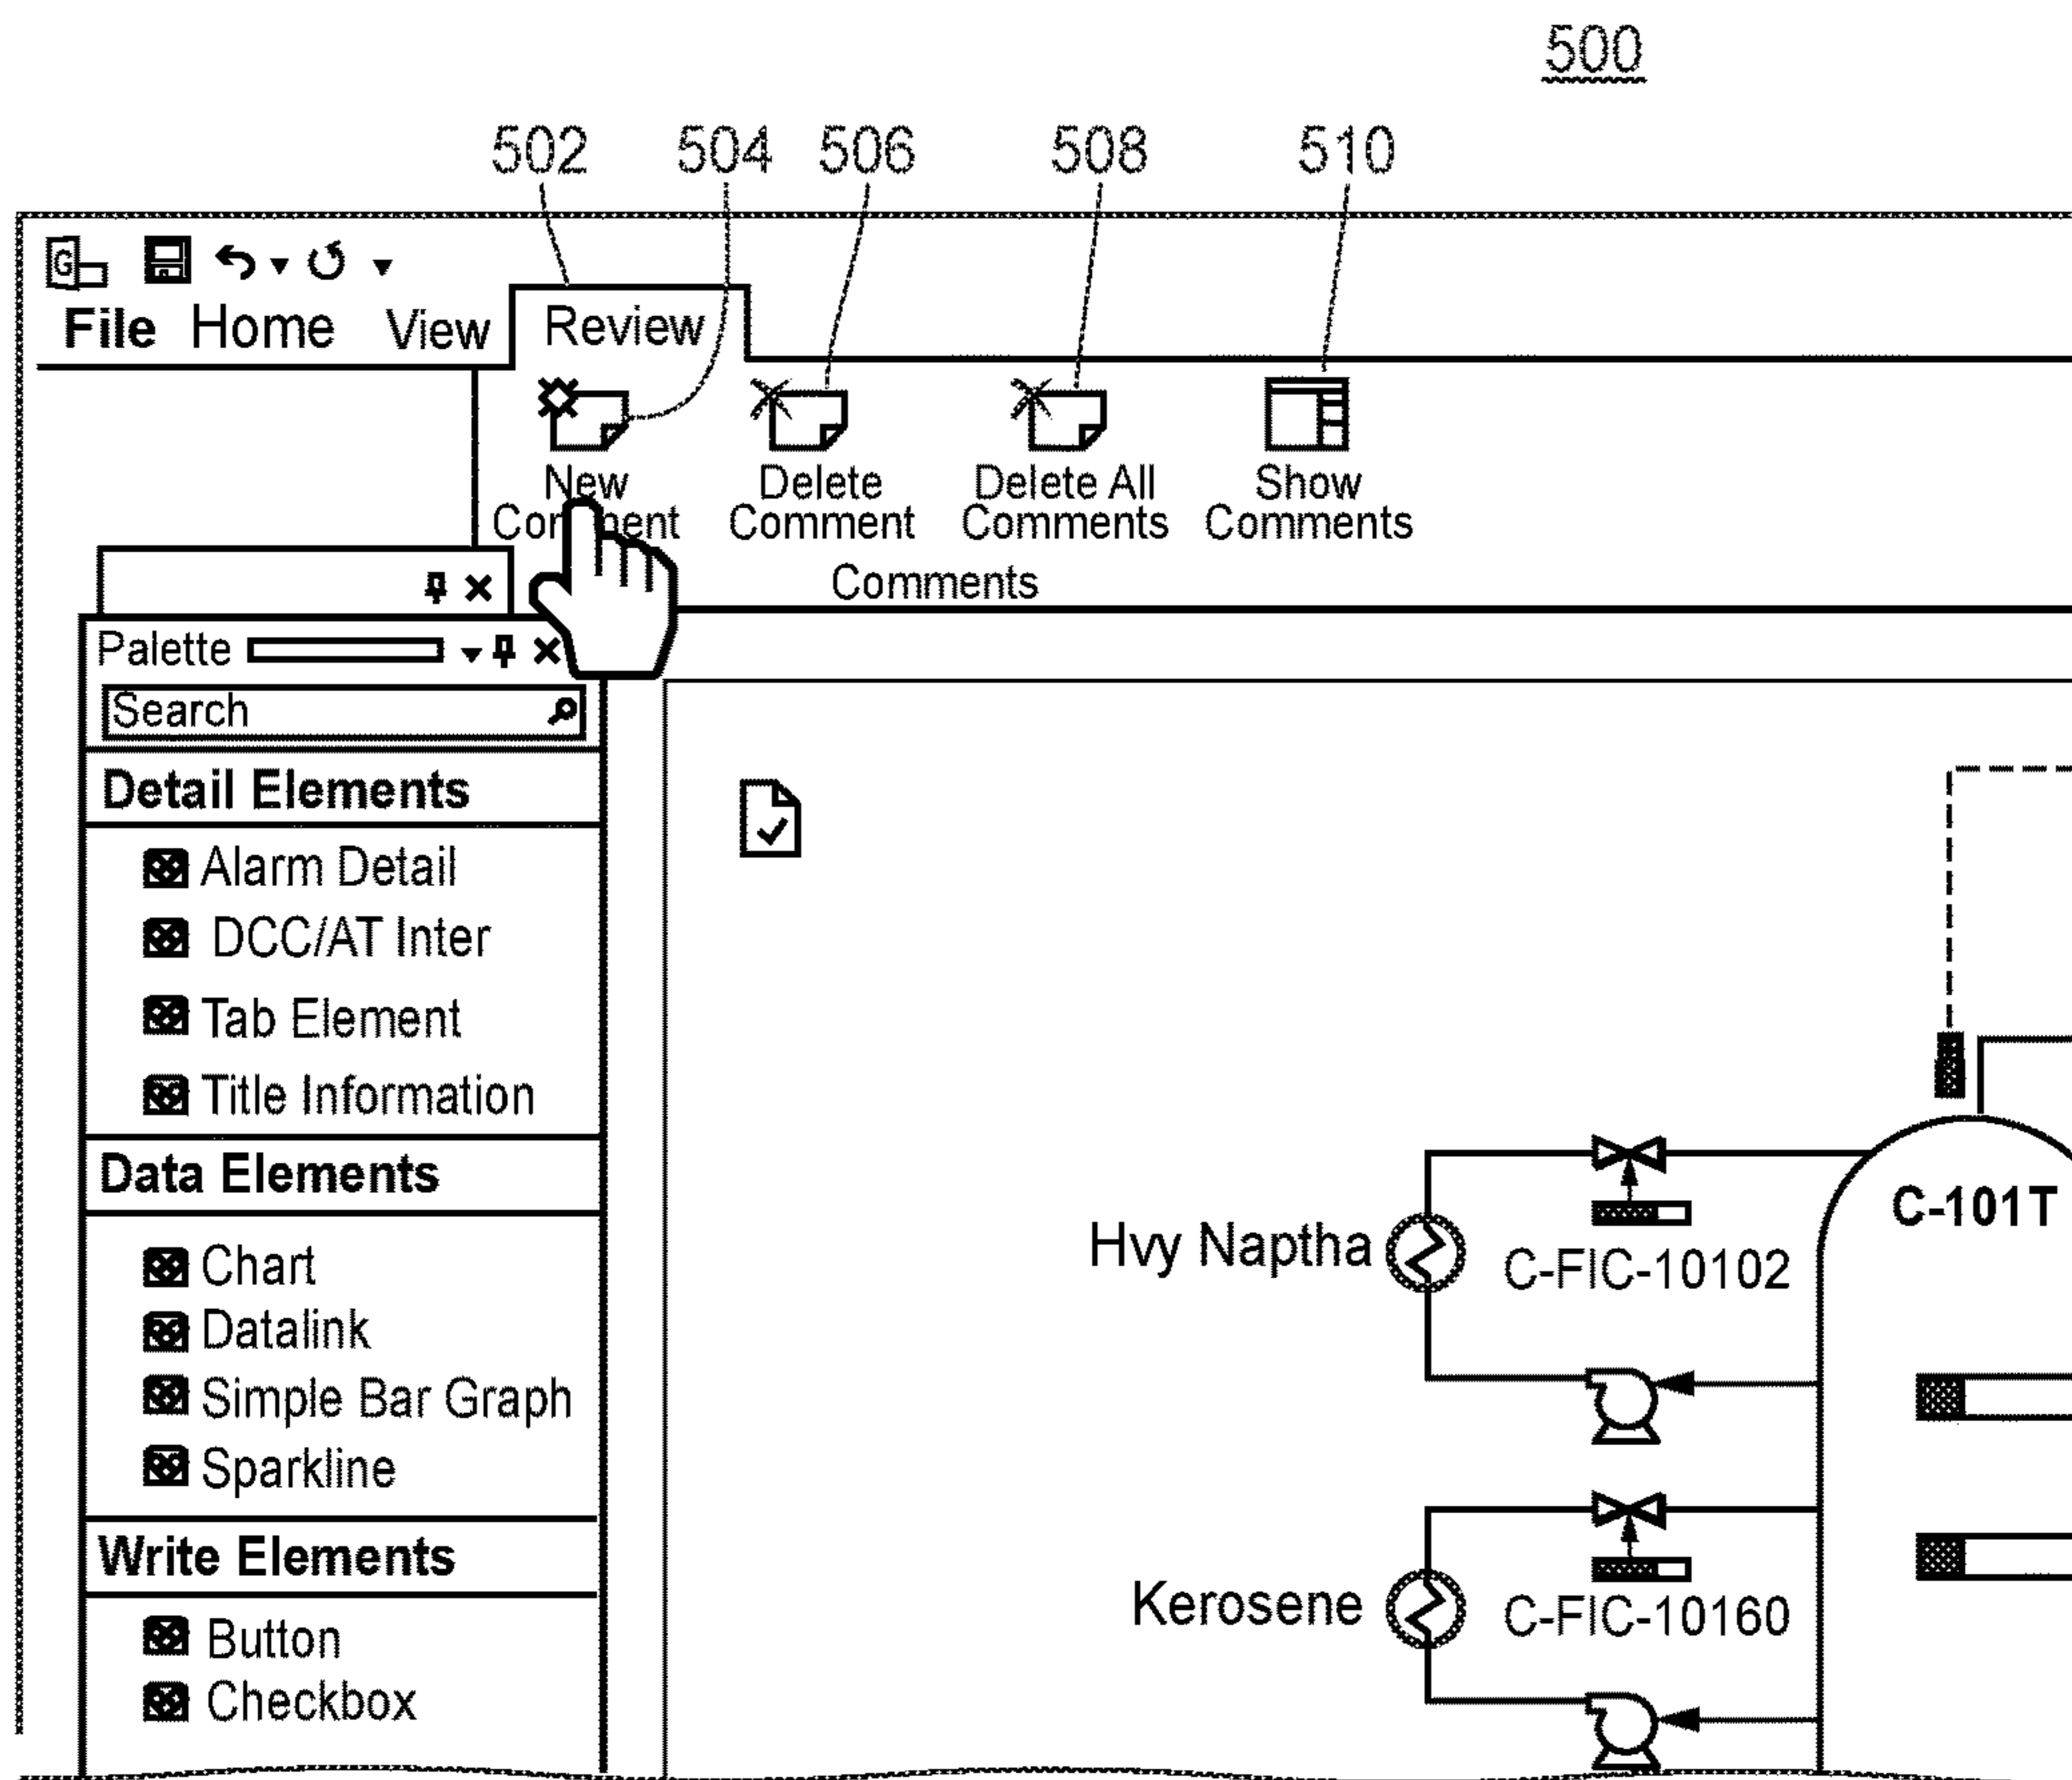 500
502 504 506 508 510
G
File Home View Review
New Comment
Delete Comment
Delete All Comments
Show Comments
Comments
Palette
Search
Detail Elements
Alarm Detail
DCC/AT Inter
Tab Element
Title Information
Data Elements
Chart
Datalink
Simple Bar Graph
Sparkline
Write Elements
Button
Checkbox
C-101T
Hvy Naptha
C-FIC-10102
Kerosene
C-FIC-10160